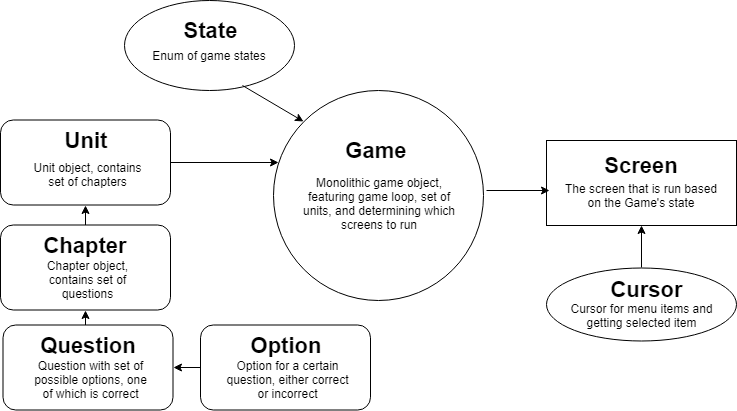 State
Enum of game states
Unit
Unit object, contains
set of chapters
Game
Monolithic game object,
featuring game loop, set of
units, and determining which
screens to run
Screen
The screen that is run based
on the Game's state
Chapter
Chapter object,
contains set of
questions
Cursor
Cursor for menu items and
getting selected item
Question
Question with set of
possible options, one
of which is correct
Option
Option for a certain
question, either correct
or incorrect